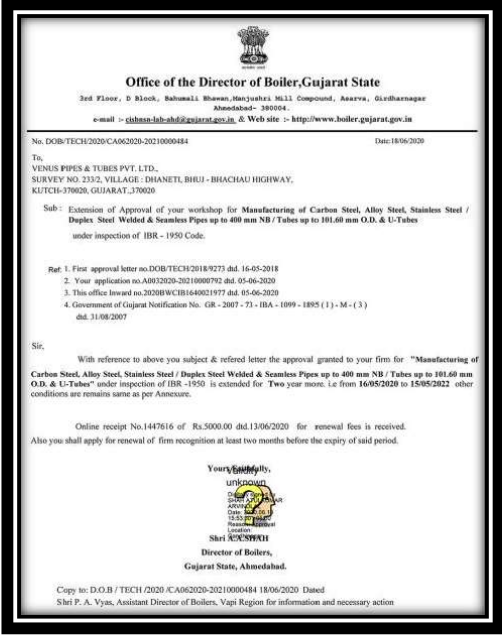 Office of the Director of Boiler,Gujarat State
3rd Floor, D Block, Bahumali Bhawan,Manjushri Mill Compound, Asarva, Girdharnagar
Ahmedabad- 380004.
e-mail :- cishnsn-lab-ahd@gujarat.gov.in & Web site :- http://www.boiler.gujarat.gov.in
No. DOB/TECH/2020/CA062020-20210000484 Date:18/06/2020
To,
VENUS PIPES & TUBES PVT. LTD.,
SURVEY NO. 233/2, VILLAGE : DHANETI, BHUJ - BHACHAU HIGHWAY,
KUTCH-370020, GUJARAT.,370020
Sub : Extension of Approval of your workshop for Manufacturing of Carbon Steel, Alloy Steel, Stainless Steel /
Duplex Steel Welded & Seamless Pipes up to 400 mm NB / Tubes up to 101.60 mm O.D. & U-Tubes
under inspection of IBR - 1950 Code.
Ref: 1. First approval letter no.DOB/TECH/2018/9273 dtd. 16-05-2018
2. Your application no.A0032020-2021000792 dtd. 05-06-2020
3. This office Inward no.2020BWCIB1640021977 dtd. 05-06-2020
4. Government of Gujarat Notification No. GR - 2007 - 73 - IBA - 1099 - 1895 ( 1 ) - M - ( 3 )
dtd. 31/08/2007
Sir,
With reference to above you subject & refered letter the approval granted to your firm for "Manufacturing of
Carbon Steel, Alloy Steel, Stainless Steel / Duplex Steel Welded & Seamless Pipes up to 400 mm NB / Tubes up to 101.60 mm
O.D. & U-Tubes" under inspection of IBR -1950 is extended for Two year more. i.e from 16/05/2020 to 15/05/2022 other
conditions are remains same as per Annexure.
Online receipt No.1447616 of Rs.5000.00 dtd.13/06/2020 for renewal fees is received.
Also you shall apply for renewal of firm recognition at least two months before the expiry of said period.
Yours Faithfully,
Validity
unknown
Shri A.A.SHAH
Director of Boilers,
Gujarat State, Ahmedabad.
Copy to: D.O.B / TECH /2020 /CA062020-20210000484 18/06/2020 Dated
Shri P. A. Vyas, Assistant Director of Boilers, Vapi Region for information and necessary action